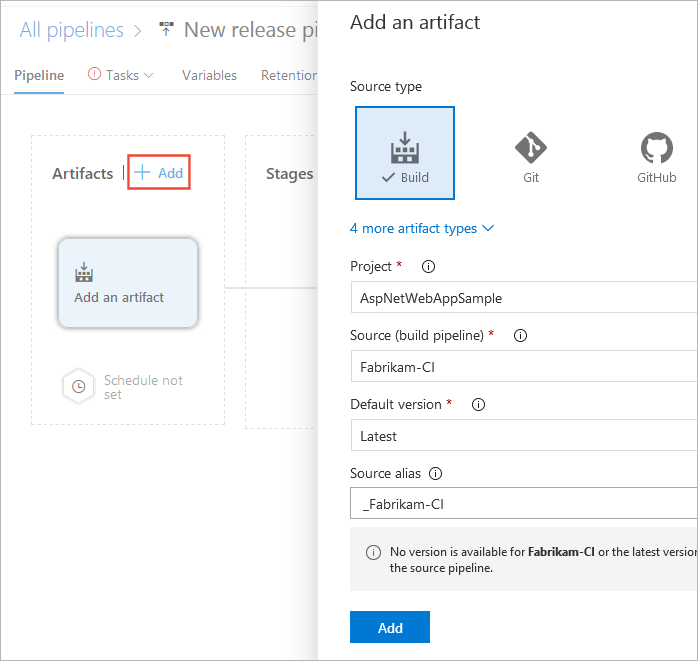 All pipelines > New release pi
Pipeline
Tasks
Variables
Retention
Artifacts | + Add
Stages
Add an artifact
Schedule not
set
Add an artifact
Source type
Build
Git
GitHub
4 more artifact types
Project *
AspNetWebAppSample
Source (build pipeline) *
Fabrikam-CI
Default version *
Latest
Source alias
_Fabrikam-CI
No version is available for Fabrikam-CI or the latest version
the source pipeline.
Add